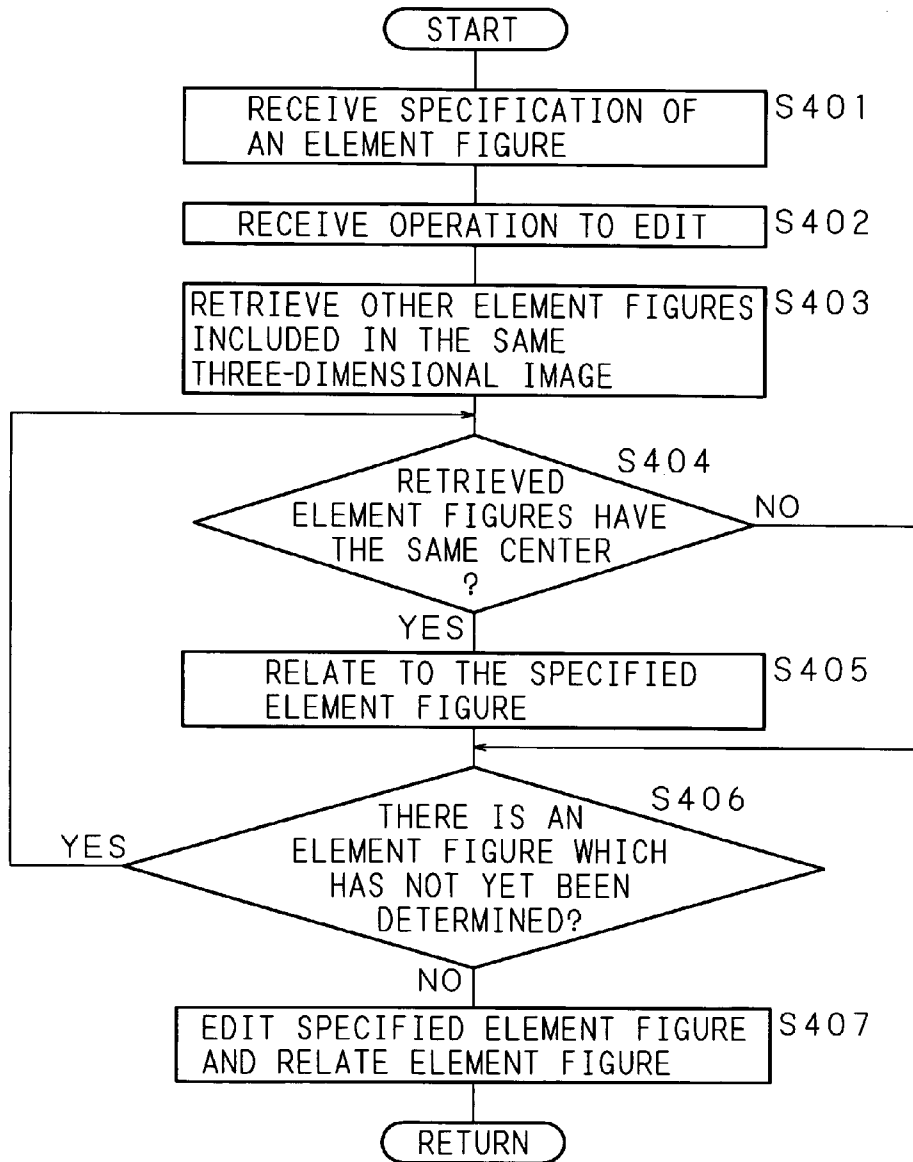 START
RECEIVE SPECIFICATION OF
AN ELEMENT FIGURE
S401
RECEIVE OPERATION TO EDIT
S402
RETRIEVE OTHER ELEMENT FIGURES
INCLUDED IN THE SAME
THREE-DIMENSIONAL IMAGE
S403
S404
RETRIEVED
ELEMENT FIGURES HAVE
THE SAME CENTER
?
NO
YES
RELATE TO THE SPECIFIED
ELEMENT FIGURE
S405
S406
THERE IS AN
ELEMENT FIGURE WHICH
HAS NOT YET BEEN
DETERMINED?
YES
NO
EDIT SPECIFIED ELEMENT FIGURE
AND RELATE ELEMENT FIGURE
S407
RETURN